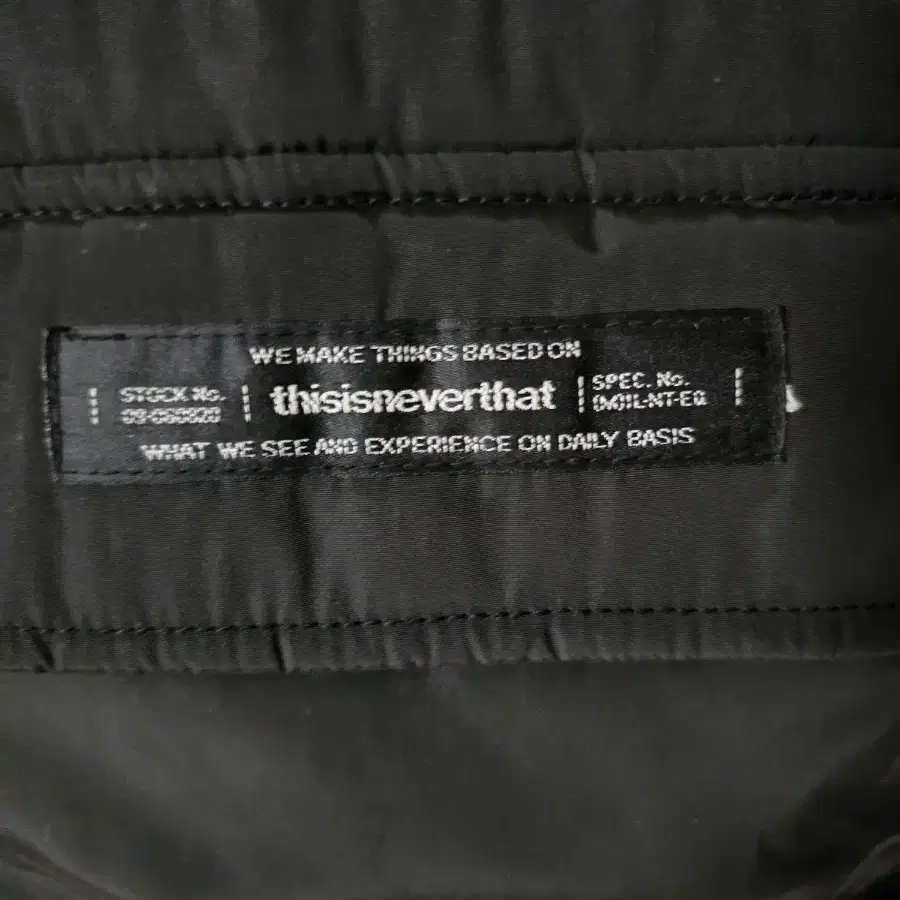 WE MAKE THINGS BASED ON
STOCK No.
thisisneverthat
SPEC. No.
WHAT WE SEE AND EXPERIENCE ON DAILY BASIS